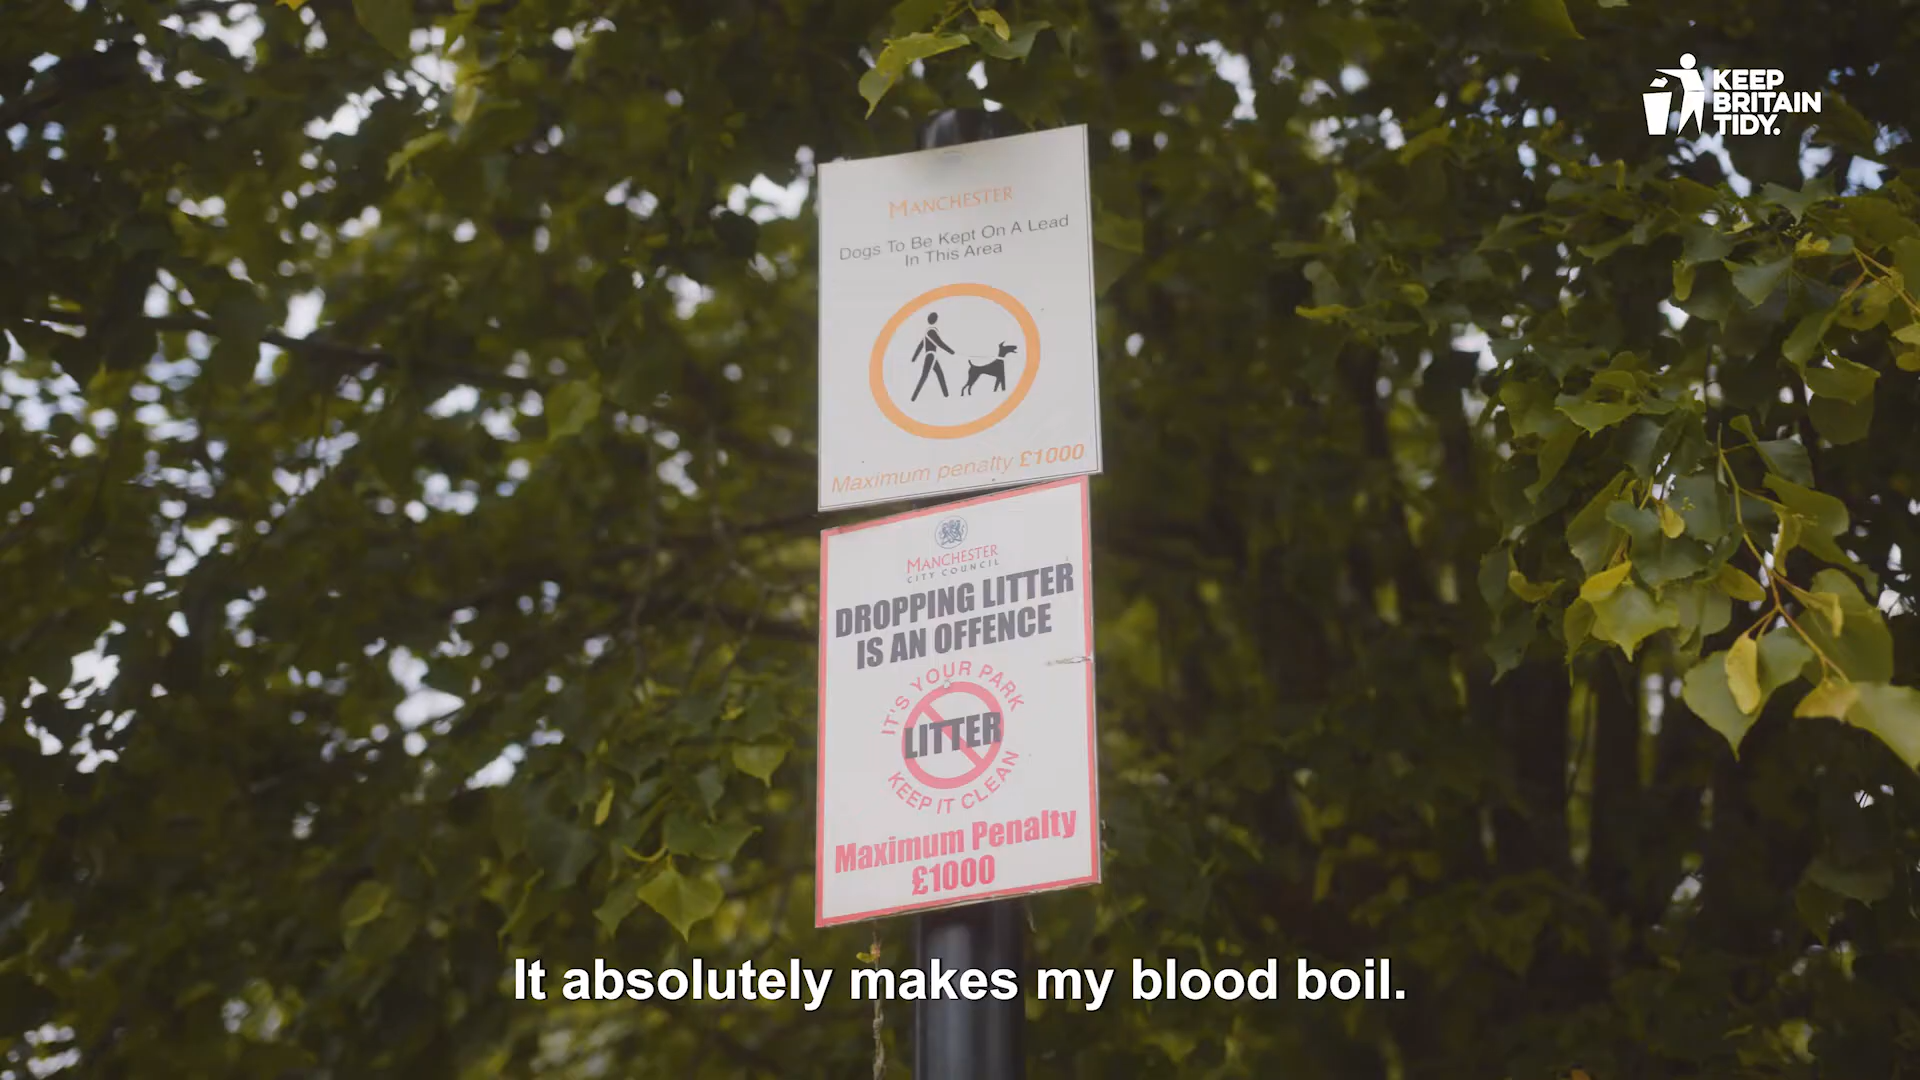 KEEP
BRITAIN
TIDY.
MANCHESTER
Dogs To Be Kept On A Lead
In This Area
Maximum penalty £1000
MANCHESTER
CITY COUNCIL
DROPPING LITTER
IS AN OFFENCE
IT'S YOUR PARK
LITTER
KEEP IT CLEAN
Maximum Penalty
£1000
It absolutely makes my blood boil.